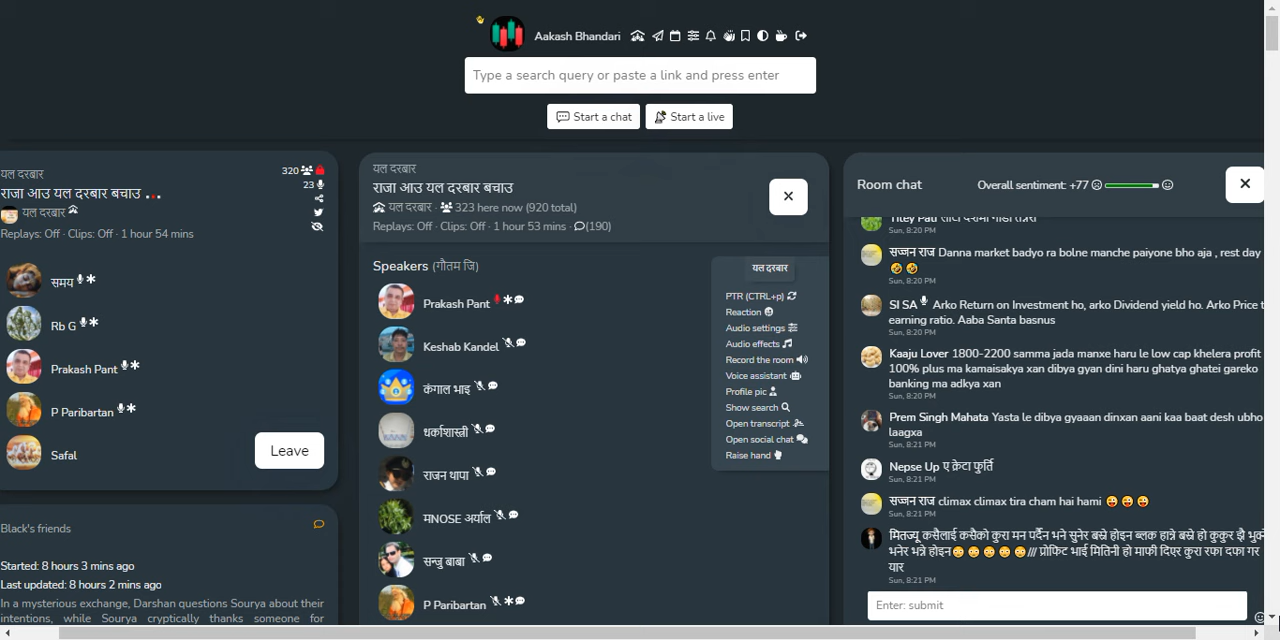 Aakash Bhandari
Type a search query or paste a link and press enter
Start a chat
Start a live
यल दरबार
320
राजा आउ यल दरबार बचाउ ...
23
यल दरबार
Replays: Off · Clips: Off · 1 hour 54 mins
समय
Rb G
Prakash Pant
P Paribartan
Safal
Leave
Black's friends
Started: 8 hours 3 mins ago
Last updated: 8 hours 2 mins ago
In a mysterious exchange, Darshan questions Sourya about their
intentions, while Sourya cryptically thanks someone for
यल दरबार
राजा आउ यल दरबार बचाउ
यल दरबार · 323 here now (920 total)
Replays: Off · Clips: Off · 1 hour 53 mins · (190)
Speakers (गौतम जि)
Prakash Pant
Keshab Kandel
कंगाल भाइ
धर्काशास्त्री
राजन थापा
मNOSE अर्याल
सन्जु बाबा
P Paribartan
यल दरबार
PTR (CTRL+p)
Reaction
Audio settings
Audio effects
Record the room
Voice assistant
Profile pic
Show search
Open transcript
Open social chat
Raise hand
Room chat
Overall sentiment: +77
Sun, 8:20 PM
सज्जन राज Danna market badyo ra bolne manche paiyone bho aja , rest day
🤣🤣
Sun, 8:20 PM
SI SA Arko Return on Investment ho, arko Dividend yield ho. Arko Price t
earning ratio. Aaba Santa basnus
Sun, 8:20 PM
Kaaju Lover 1800-2200 samma jada manxe haru le low cap khelera profit
100% plus ma kamaisakya xan dibya gyan dini haru ghatya ghatei gareko
banking ma adkya xan
Sun, 8:20 PM
Prem Singh Mahata Yasta le dibya gyaaan dinxan aani kaa baat desh ubho
laagxa
Sun, 8:21 PM
Nepse Up ए क्रेटा फुर्ति
Sun, 8:21 PM
सज्जन राज climax climax tira cham hai hami 😜😜😜
Sun, 8:21 PM
मितज्यू कसैलाई कसैको कुरा मन पर्दैन भने सुनेर बस्ने होइन ब्लक हान्ने बस्ने हो कुकुर झै
भनेर भन्ने होइन😳😳😳😳😳/// प्रोफिट भाई मितिनी हो माफी दिएर कुरा रफा दफा गर
यार
Sun, 8:21 PM
Enter: submit